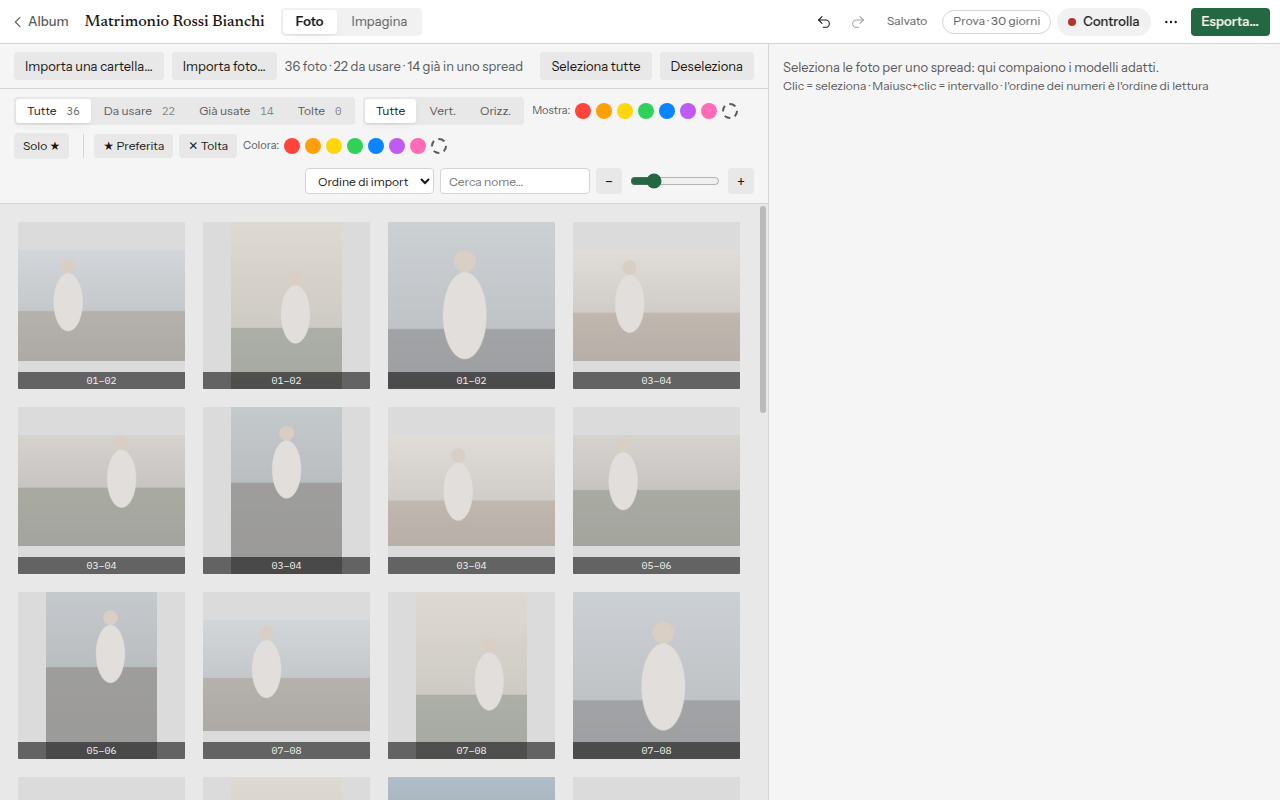 Album
Matrimonio Rossi Bianchi
Foto
Impagina
Salvato
Prova · 30 giorni
Controlla
Esporta...
Importa una cartella...
Importa foto...
36 foto · 22 da usare · 14 già in uno spread
Seleziona tutte
Deseleziona
Tutte 36
Da usare 22
Già usate 14
Tolte 0
Tutte
Vert.
Orizz.
Mostra:
Solo ★
★ Preferita
✕ Tolta
Colora:
Ordine di import
Cerca nome...
−
+
01–02
01–02
01–02
03–04
03–04
03–04
03–04
05–06
05–06
07–08
07–08
07–08
Seleziona le foto per uno spread: qui compaiono i modelli adatti.
Clic = seleziona · Maiusc+clic = intervallo · l'ordine dei numeri è l'ordine di lettura